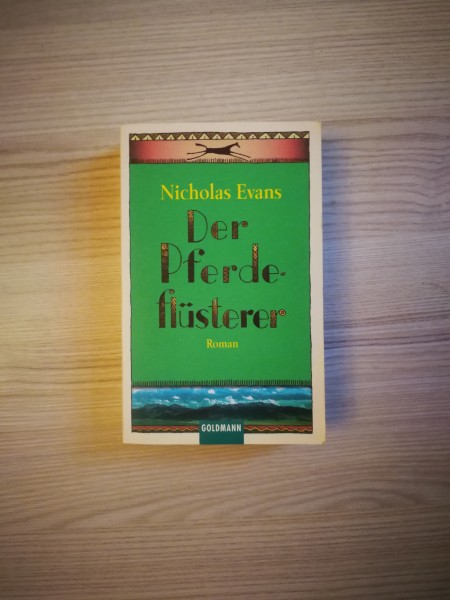 Nicholas Evans
Der
Pferde-
flüsterer
Roman
GOLDMANN